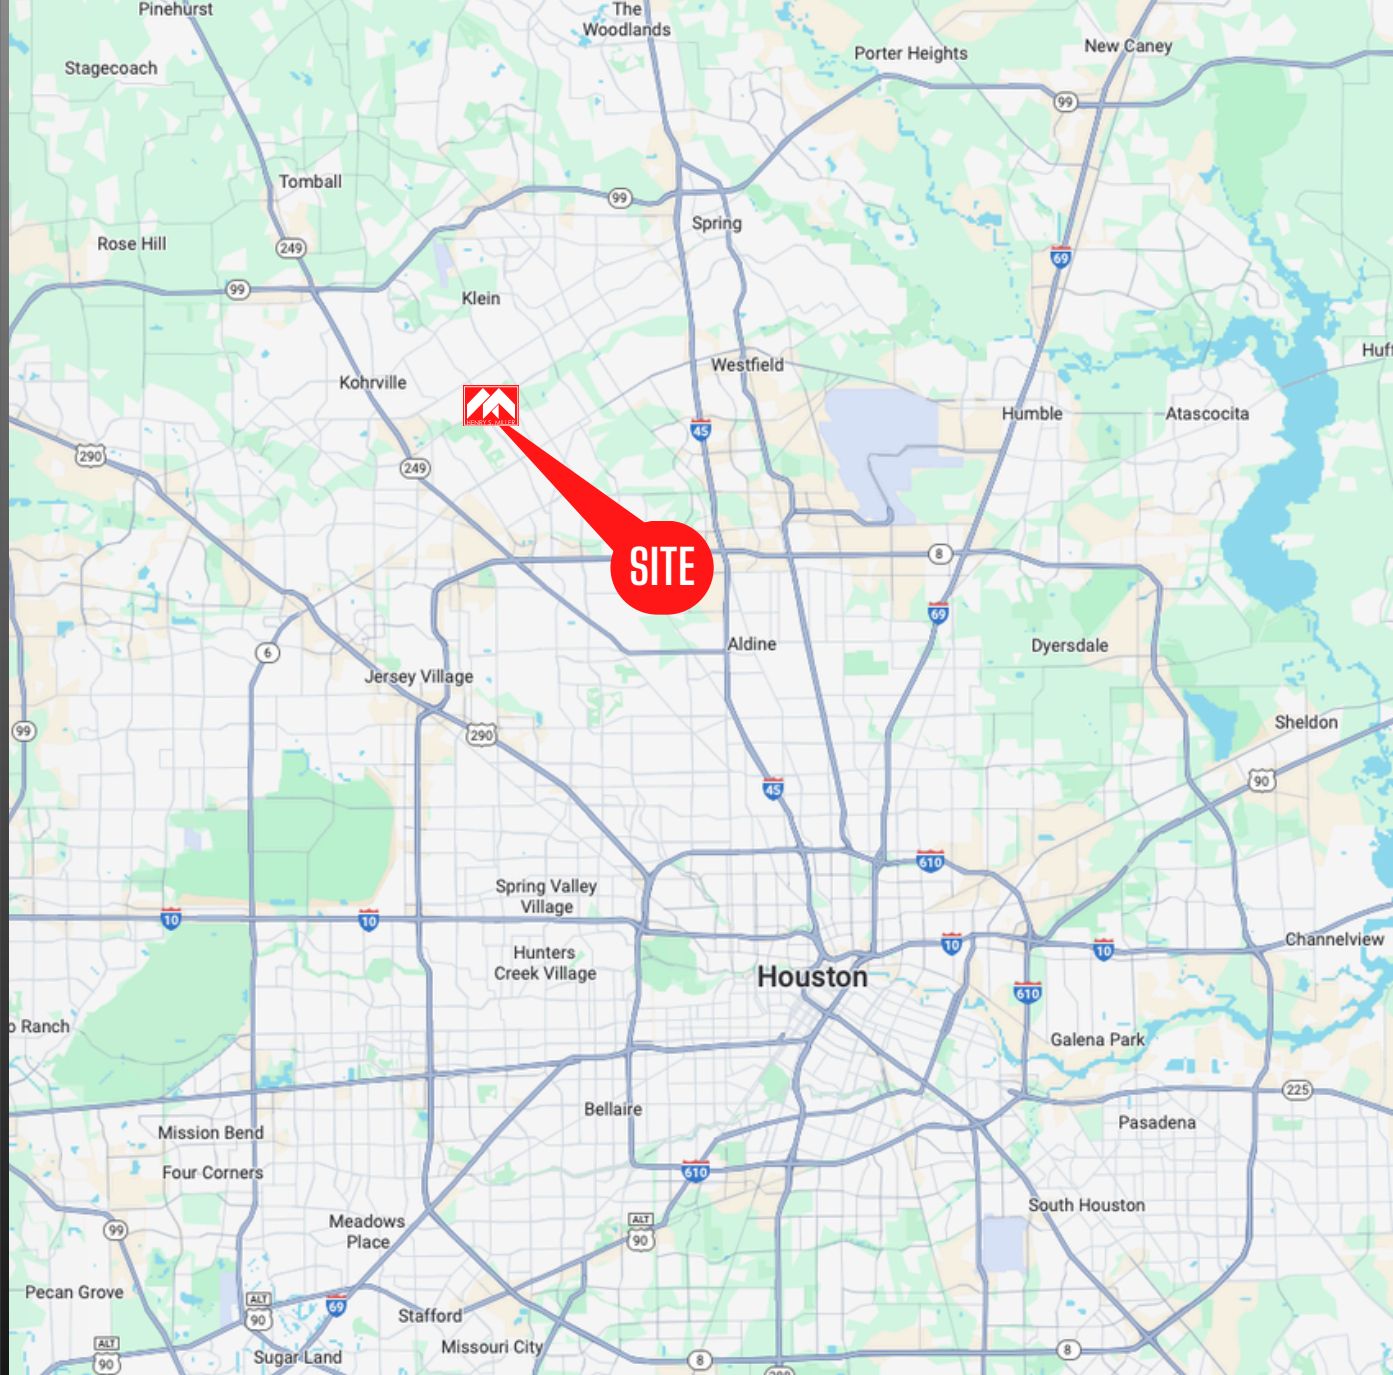 Pinehurst
The
Woodlands
Stagecoach
Porter Heights
New Caney
99
Tomball
99
Spring
Rose Hill
249
69
99
Klein
Huff
Westfield
Kohrville
HENRY S. MILLER
Humble
Atascocita
45
290
249
SITE
8
69
Aldine
Dyersdale
6
Jersey Village
99
290
Sheldon
90
45
610
Spring Valley
Village
10
10
10
10
Channelview
Hunters
Creek Village
Houston
610
o Ranch
Galena Park
225
Bellaire
Pasadena
Mission Bend
Four Corners
610
South Houston
Meadows
Place
ALT
90
99
Pecan Grove
ALT
90
69
Stafford
Missouri City
Sugar Land
ALT
90
8
8